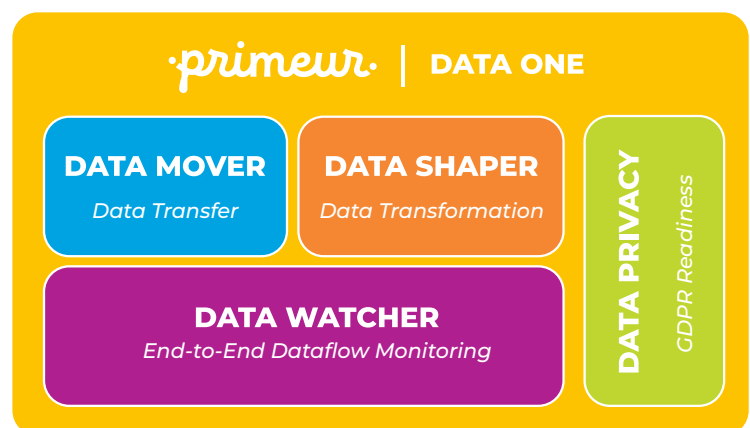 ·primeur· | DATA ONE
DATA MOVER
Data Transfer
DATA SHAPER
Data Transformation
DATA WATCHER
End-to-End Dataflow Monitoring
DATA PRIVACY
GDPR Readiness